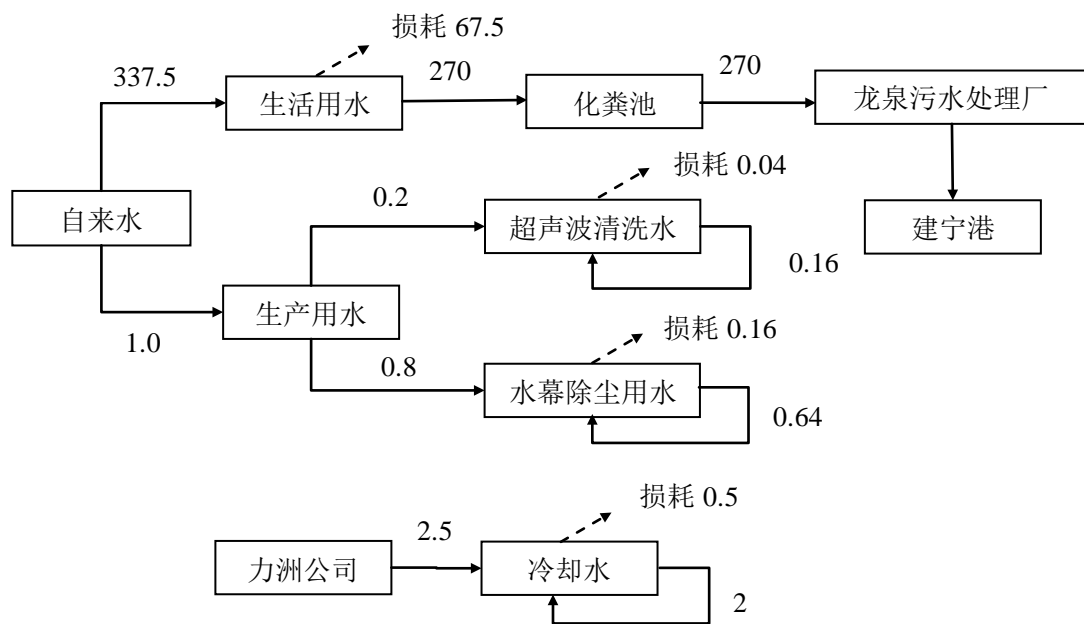 损耗 67.5
337.5
270
270
生活用水
化粪池
龙泉污水处理厂
损耗 0.04
0.2
自来水
超声波清洗水
建宁港
0.16
生产用水
1.0
损耗 0.16
0.8
水幕除尘用水
0.64
损耗 0.5
2.5
力洲公司
冷却水
2